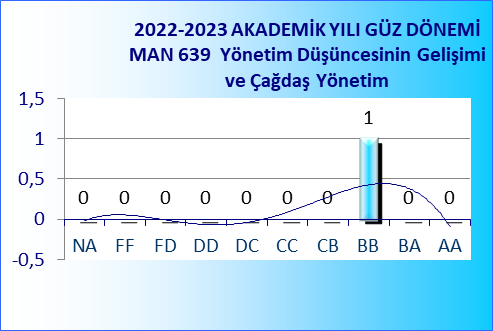 2022-2023 AKADEMİK YILI GÜZ DÖNEMİ
MAN 639 Yönetim Düşüncesinin Gelişimi
ve Çağdaş Yönetim
1,5
1
0,5
0
-0,5
0 0 0 0 0 0 0 1 0 0
NA FF FD DD DC CC CB BB BA AA